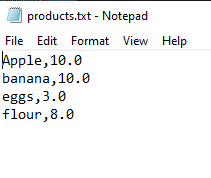 products.txt - Notepad
File Edit Format View Help
Apple,10.0
banana,10.0
eggs,3.0
flour,8.0